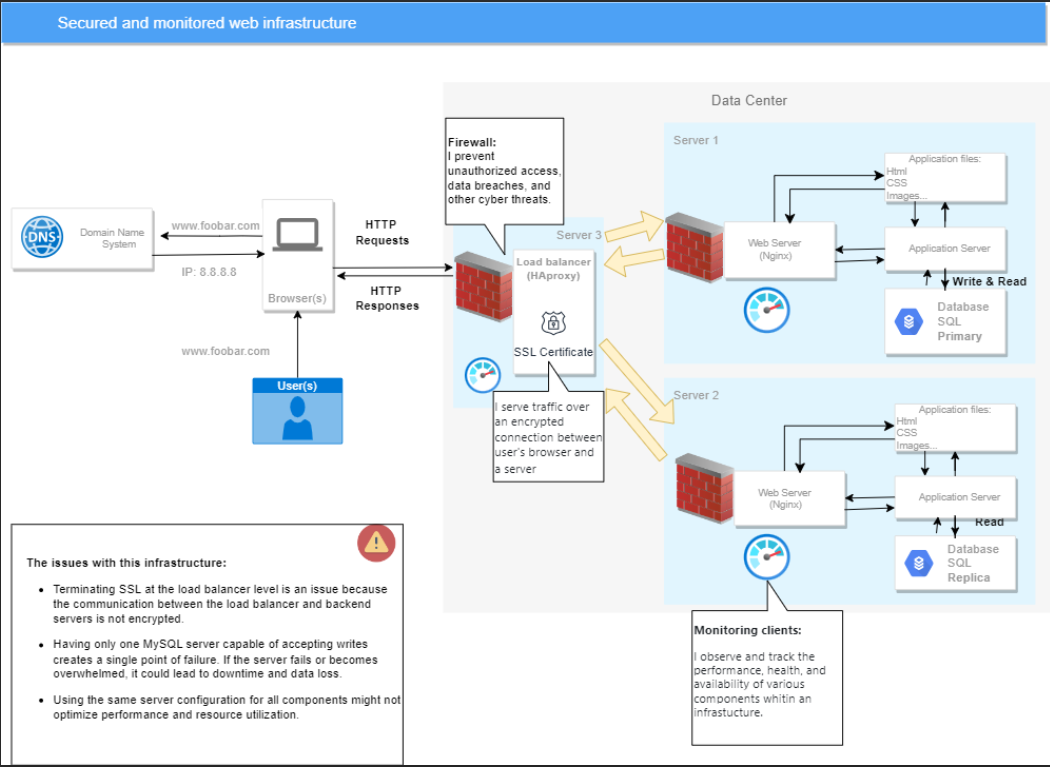 Secured and monitored web infrastructure
Data Center
Firewall:
I prevent
unauthorized access,
data breaches, and
other cyber threats.
Server 1
Application files:
Html
CSS
Images...
DNS
Domain Name
System
www.foobar.com
IP: 8.8.8.8
Browser(s)
HTTP
Requests
HTTP
Responses
Server 3
Load balancer
(HAproxy)
SSL Certificate
Web Server
(Nginx)
Application Server
Write & Read
Database
SQL
Primary
www.foobar.com
User(s)
I serve traffic over
an encrypted
connection between
user's browser and
a server
Server 2
Application files:
Html
CSS
Images...
Web Server
(Nginx)
Application Server
Read
Database
SQL
Replica
The issues with this infrastructure:
• Terminating SSL at the load balancer level is an issue because
the communication between the load balancer and backend
servers is not encrypted.
• Having only one MySQL server capable of accepting writes
creates a single point of failure. If the server fails or becomes
overwhelmed, it could lead to downtime and data loss.
• Using the same server configuration for all components might not
optimize performance and resource utilization.
Monitoring clients:
I observe and track the
performance, health, and
availability of various
components whitin an
infrastucture.